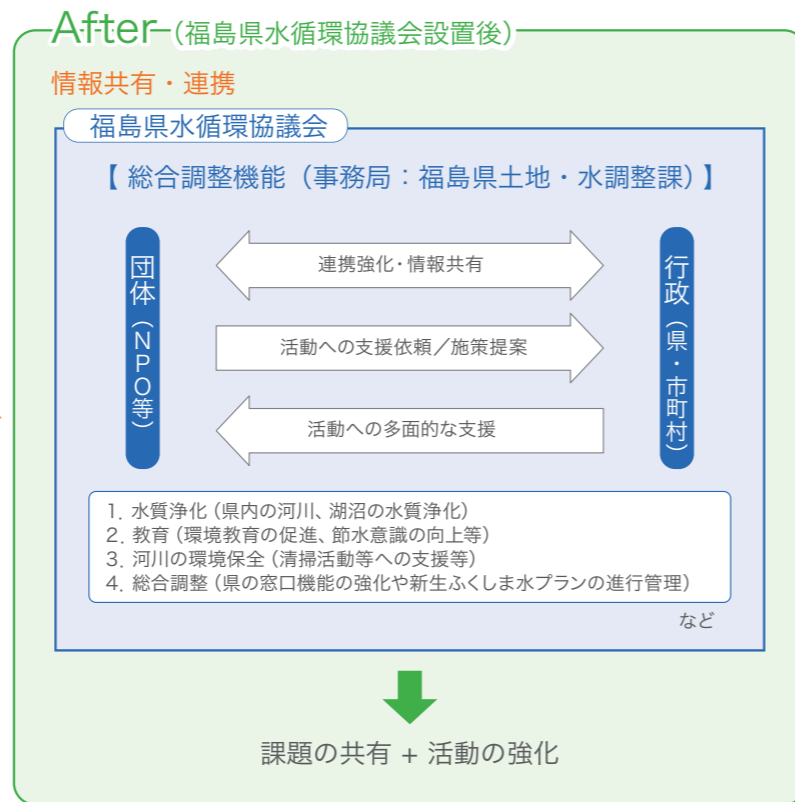 After（福島県水循環協議会設置後）
情報共有・連携
福島県水循環協議会
【 総合調整機能（事務局：福島県土地・水調整課）】
団体（NPO等）
連携強化・情報共有
活動への支援依頼／施策提案
活動への多面的な支援
行政（県・市町村）
1. 水質浄化（県内の河川、湖沼の水質浄化）
2. 教育（環境教育の促進、節水意識の向上等）
3. 河川の環境保全（清掃活動等への支援等）
4. 総合調整（県の窓口機能の強化や新生ふくしま水プランの進行管理）
など
課題の共有 + 活動の強化